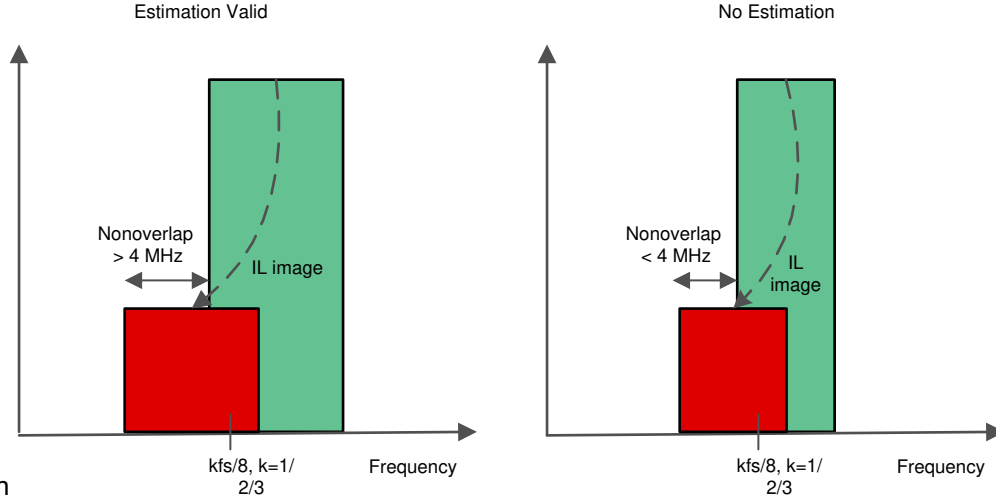 Estimation Valid
No Estimation
Nonoverlap
> 4 MHz
IL image
kfs/8, k=1/
2/3
Frequency
Nonoverlap
< 4 MHz
IL
image
kfs/8, k=1/
2/3
Frequency
n